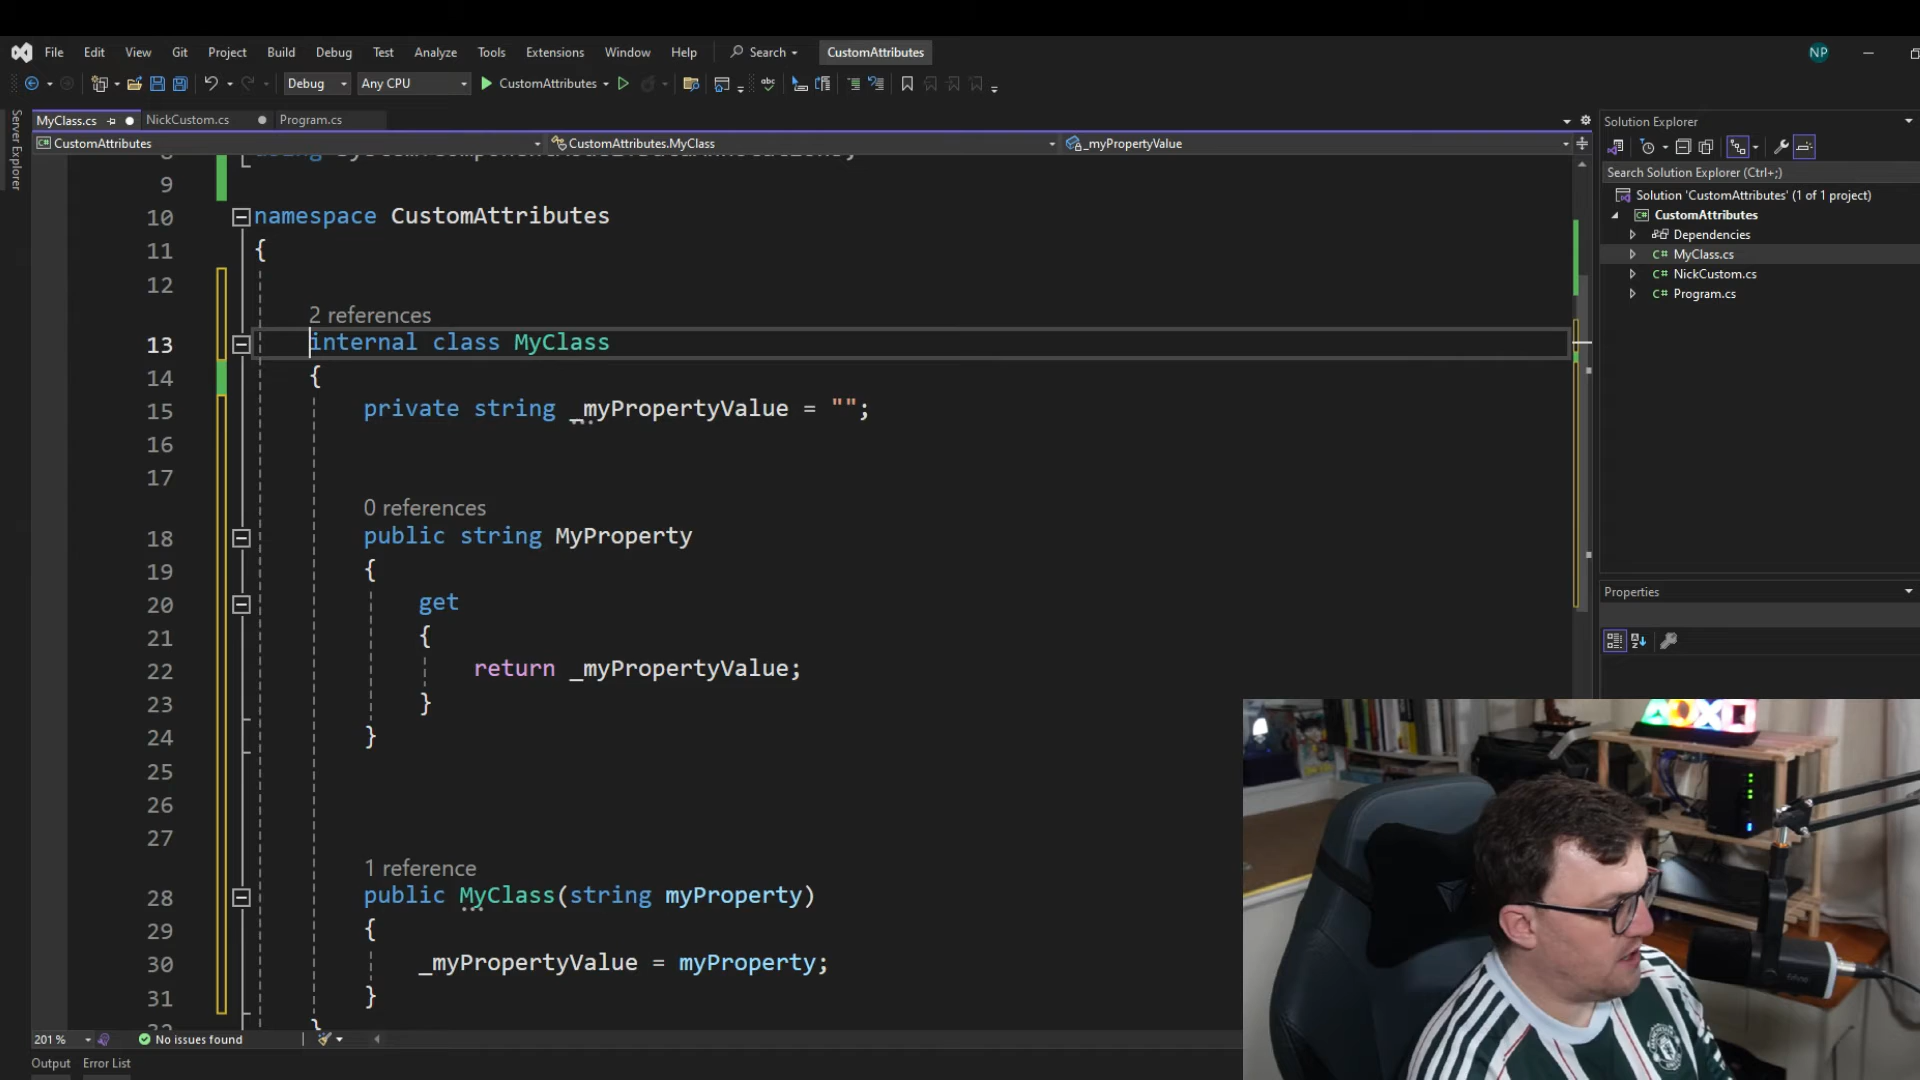 File Edit View Git Project Build Debug Test Analyze Tools Extensions Window Help Search CustomAttributes NP
Debug Any CPU CustomAttributes
MyClass.cs NickCustom.cs Program.cs
CustomAttributes CustomAttributes.MyClass _myPropertyValue
Server Explorer
9
10 namespace CustomAttributes
11 {
12
2 references
13 internal class MyClass
14 {
15 private string _myPropertyValue = "";
16
17
0 references
18 public string MyProperty
19 {
20 get
21 {
22 return _myPropertyValue;
23 }
24 }
25
26
27
1 reference
28 public MyClass(string myProperty)
29 {
30 _myPropertyValue = myProperty;
31 }
201 % No issues found
Output Error List
Solution Explorer
Search Solution Explorer (Ctrl+;)
Solution 'CustomAttributes' (1 of 1 project)
CustomAttributes
Dependencies
C# MyClass.cs
C# NickCustom.cs
C# Program.cs
Properties